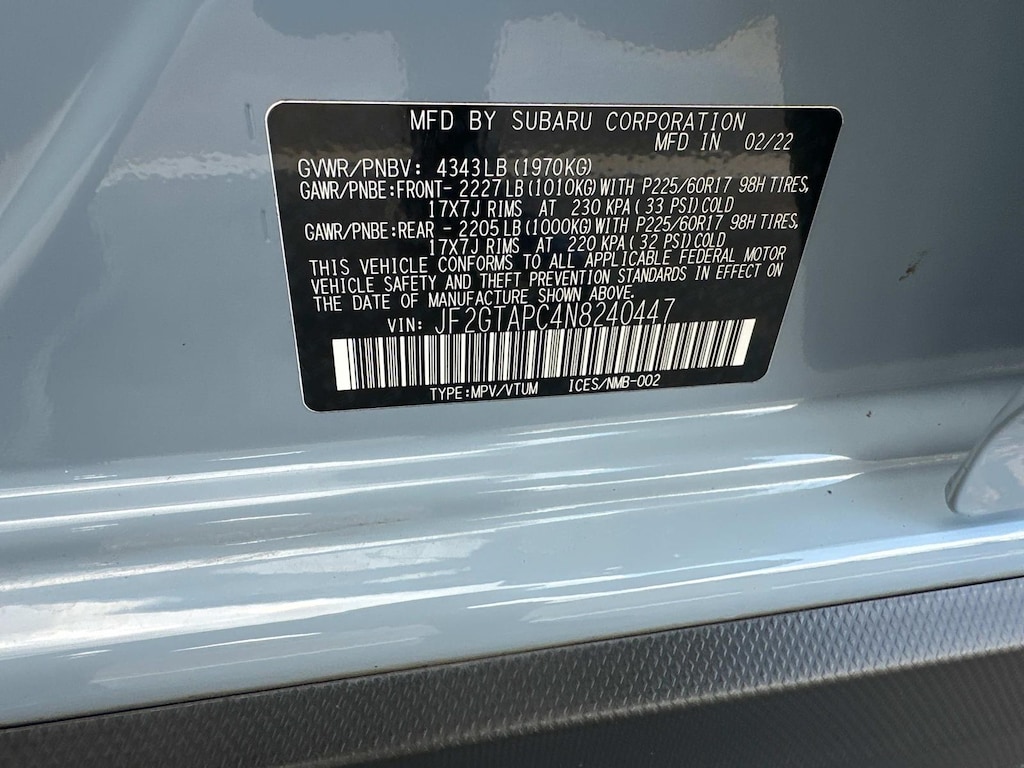 MFD BY SUBARU CORPORATION
MFD IN 02/22
GVWR/PNBV: 4343LB(1970KG)
GAWR/PNBE:FRONT- 2227LB(1010KG)WITH P225/60R17 98H TIRES,
17X7J RIMS AT 230 KPA( 33 PSI)COLD
GAWR/PNBE:REAR - 2205LB(1000KG)WITH P225/60R17 98H TIRES,
17X7J RIMS AT 220 KPA( 32 PSI)COLD
THIS VEHICLE CONFORMS TO ALL APPLICABLE FEDERAL MOTOR
VEHICLE SAFETY AND THEFT PREVENTION STANDARDS IN EFFECT ON
THE DATE OF MANUFACTURE SHOWN ABOVE.
VIN: JF2GTAPC4N8240447
TYPE:MPV/VTUM ICES/NMB-002